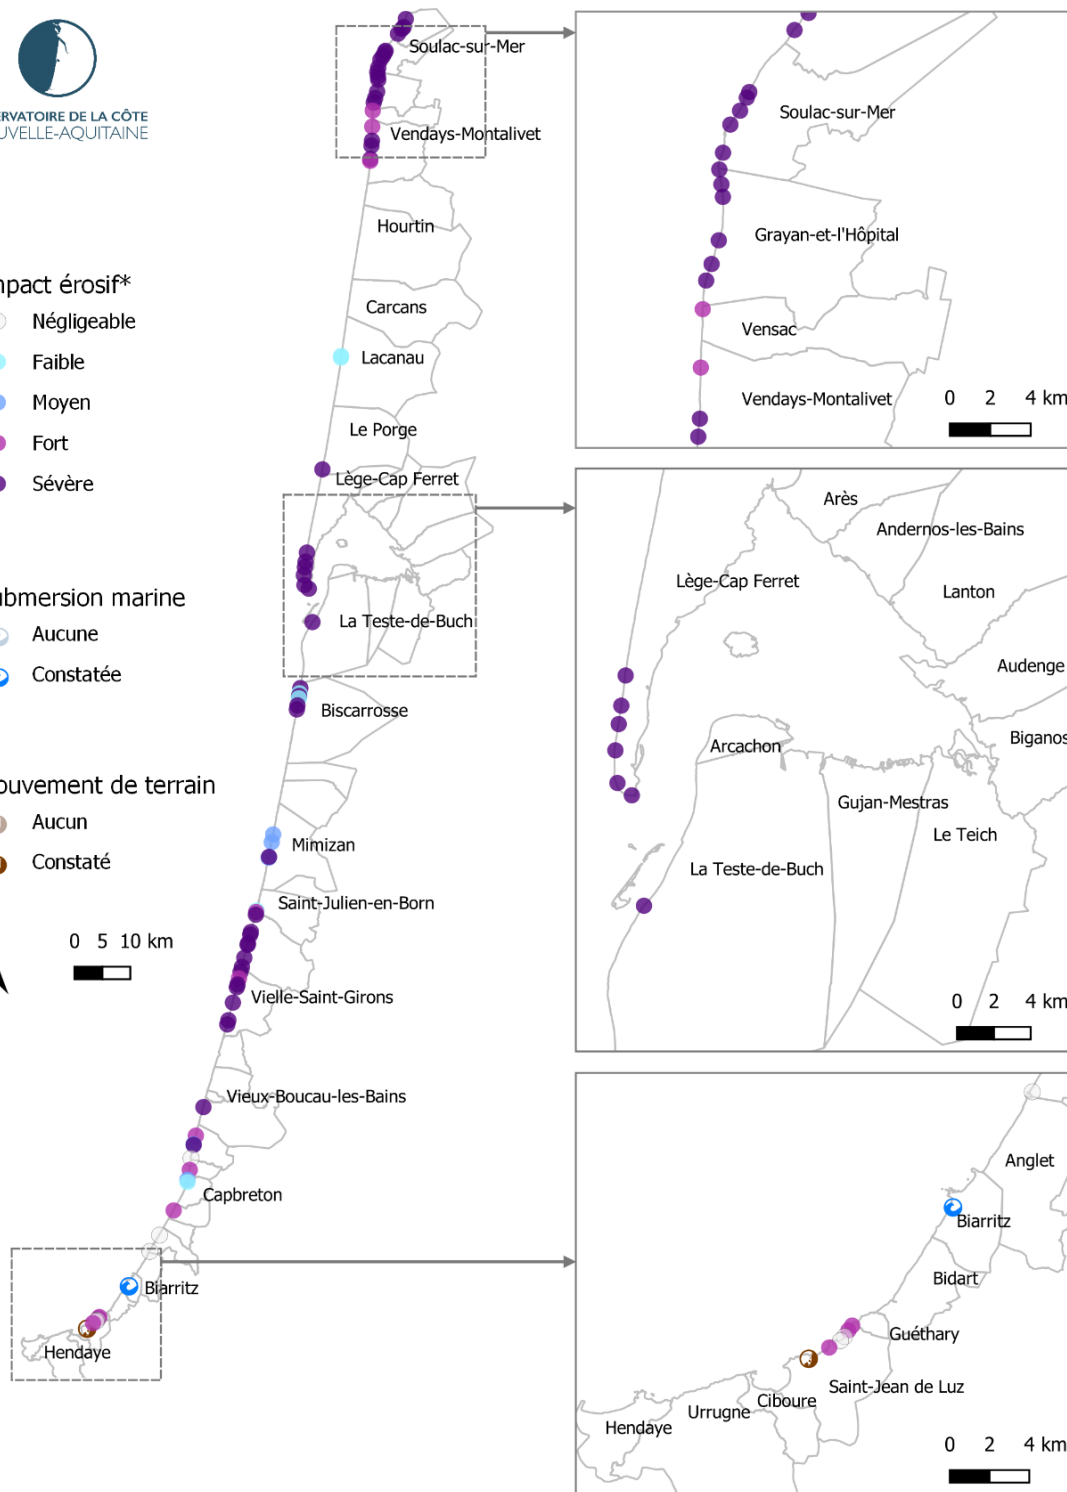 ERVATOIRE DE LA CÔTE
UVELLE-AQUITAINE
Soulac-sur-Mer
Vendays-Montalivet
Hourtin
Carcans
Lacanau
Le Porge
Lège-Cap Ferret
La Teste-de-Buch
Biscarrosse
Mimizan
Saint-Julien-en-Born
Vielle-Saint-Girons
Vieux-Boucau-les-Bains
Capbreton
Biarritz
Hendaye
mpact érosif*
Négligeable
Faible
Moyen
Fort
Sévère
ubmersion marine
Aucune
Constatée
ouvement de terrain
Aucun
Constaté
0 5 10 km
Soulac-sur-Mer
Grayan-et-l'Hôpital
Vensac
Vendays-Montalivet
0 2 4 km
Arès
Andernos-les-Bains
Lège-Cap Ferret
Lanton
Audenge
Biganos
Arcachon
Gujan-Mestras
Le Teich
La Teste-de-Buch
0 2 4 km
Anglet
Biarritz
Bidart
Guéthary
Saint-Jean de Luz
Ciboure
Urrugne
Hendaye
0 2 4 km